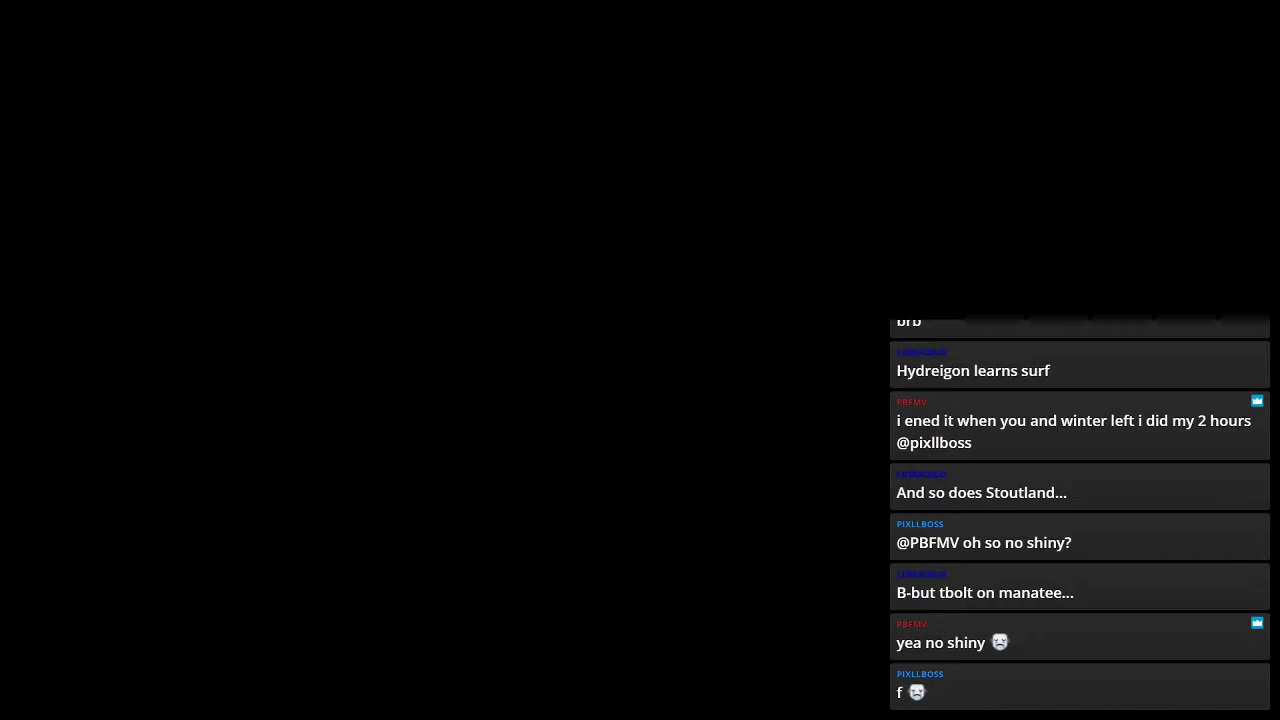 brb
Hydreigon learns surf
PBFMV
i ened it when you and winter left i did my 2 hours
@pixllboss
And so does Stoutland...
PIXLLBOSS
@PBFMV oh so no shiny?
B-but tbolt on manatee...
PBFMV
yea no shiny
PIXLLBOSS
f